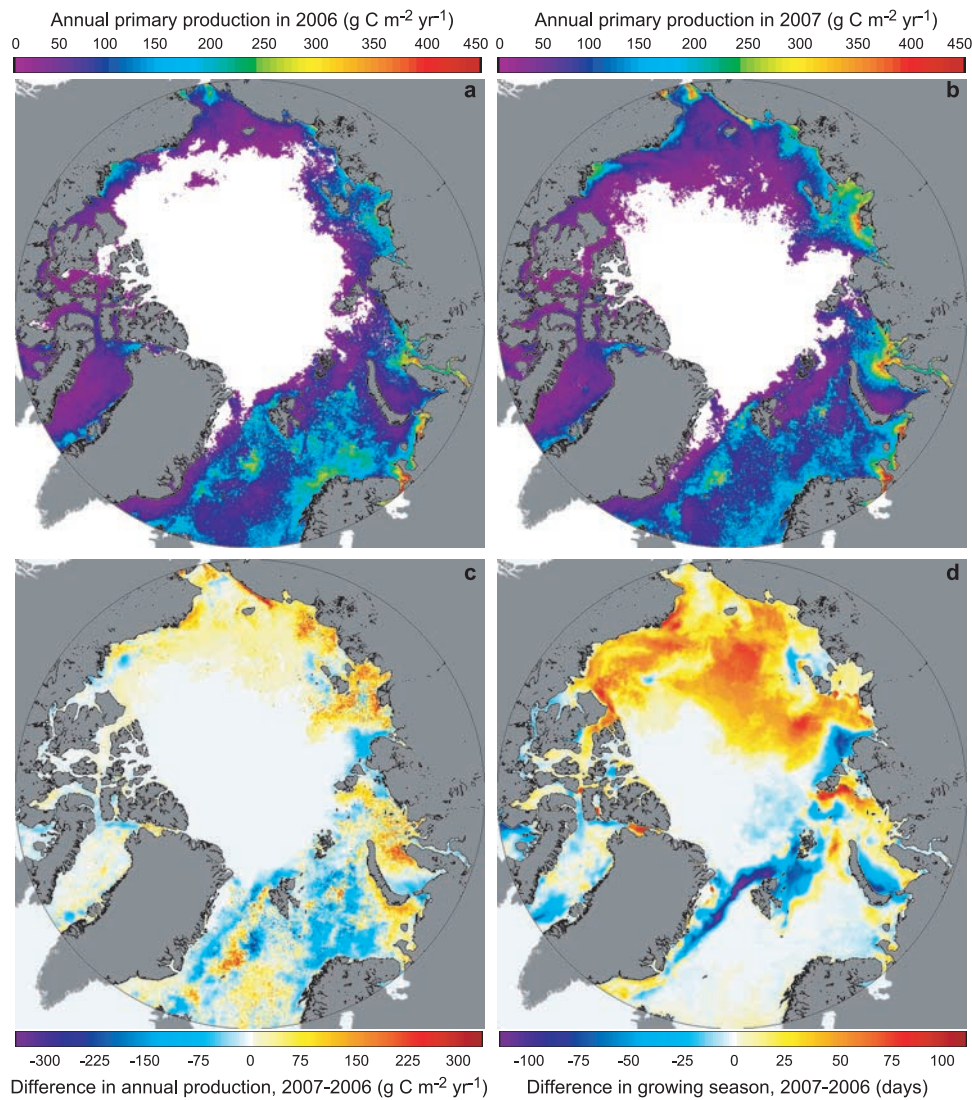 Annual primary production in 2006 (g C m⁻² yr⁻¹)
0 50 100 150 200 250 300 350 400 450
Annual primary production in 2007 (g C m⁻² yr⁻¹)
0 50 100 150 200 250 300 350 400 450
a
b
c
d
-300 -225 -150 -75 0 75 150 225 300
Difference in annual production, 2007-2006 (g C m⁻² yr⁻¹)
-100 -75 -50 -25 0 25 50 75 100
Difference in growing season, 2007-2006 (days)